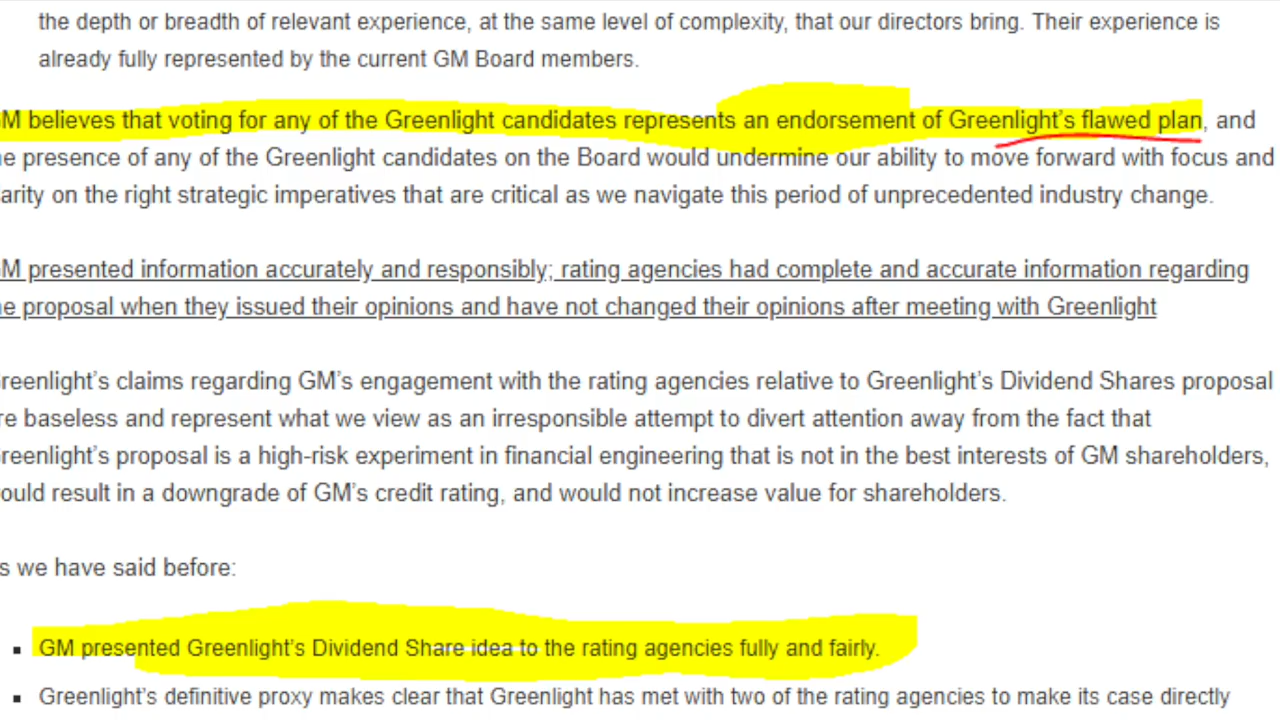 the depth or breadth of relevant experience, at the same level of complexity, that our directors bring. Their experience is
already fully represented by the current GM Board members.
M believes that voting for any of the Greenlight candidates represents an endorsement of Greenlight’s flawed plan, and
e presence of any of the Greenlight candidates on the Board would undermine our ability to move forward with focus and
arity on the right strategic imperatives that are critical as we navigate this period of unprecedented industry change.
M presented information accurately and responsibly; rating agencies had complete and accurate information regarding
e proposal when they issued their opinions and have not changed their opinions after meeting with Greenlight
reenlight’s claims regarding GM’s engagement with the rating agencies relative to Greenlight’s Dividend Shares proposal
re baseless and represent what we view as an irresponsible attempt to divert attention away from the fact that
reenlight’s proposal is a high-risk experiment in financial engineering that is not in the best interests of GM shareholders,
ould result in a downgrade of GM’s credit rating, and would not increase value for shareholders.
s we have said before:
▪ GM presented Greenlight’s Dividend Share idea to the rating agencies fully and fairly.
▪ Greenlight’s definitive proxy makes clear that Greenlight has met with two of the rating agencies to make its case directly